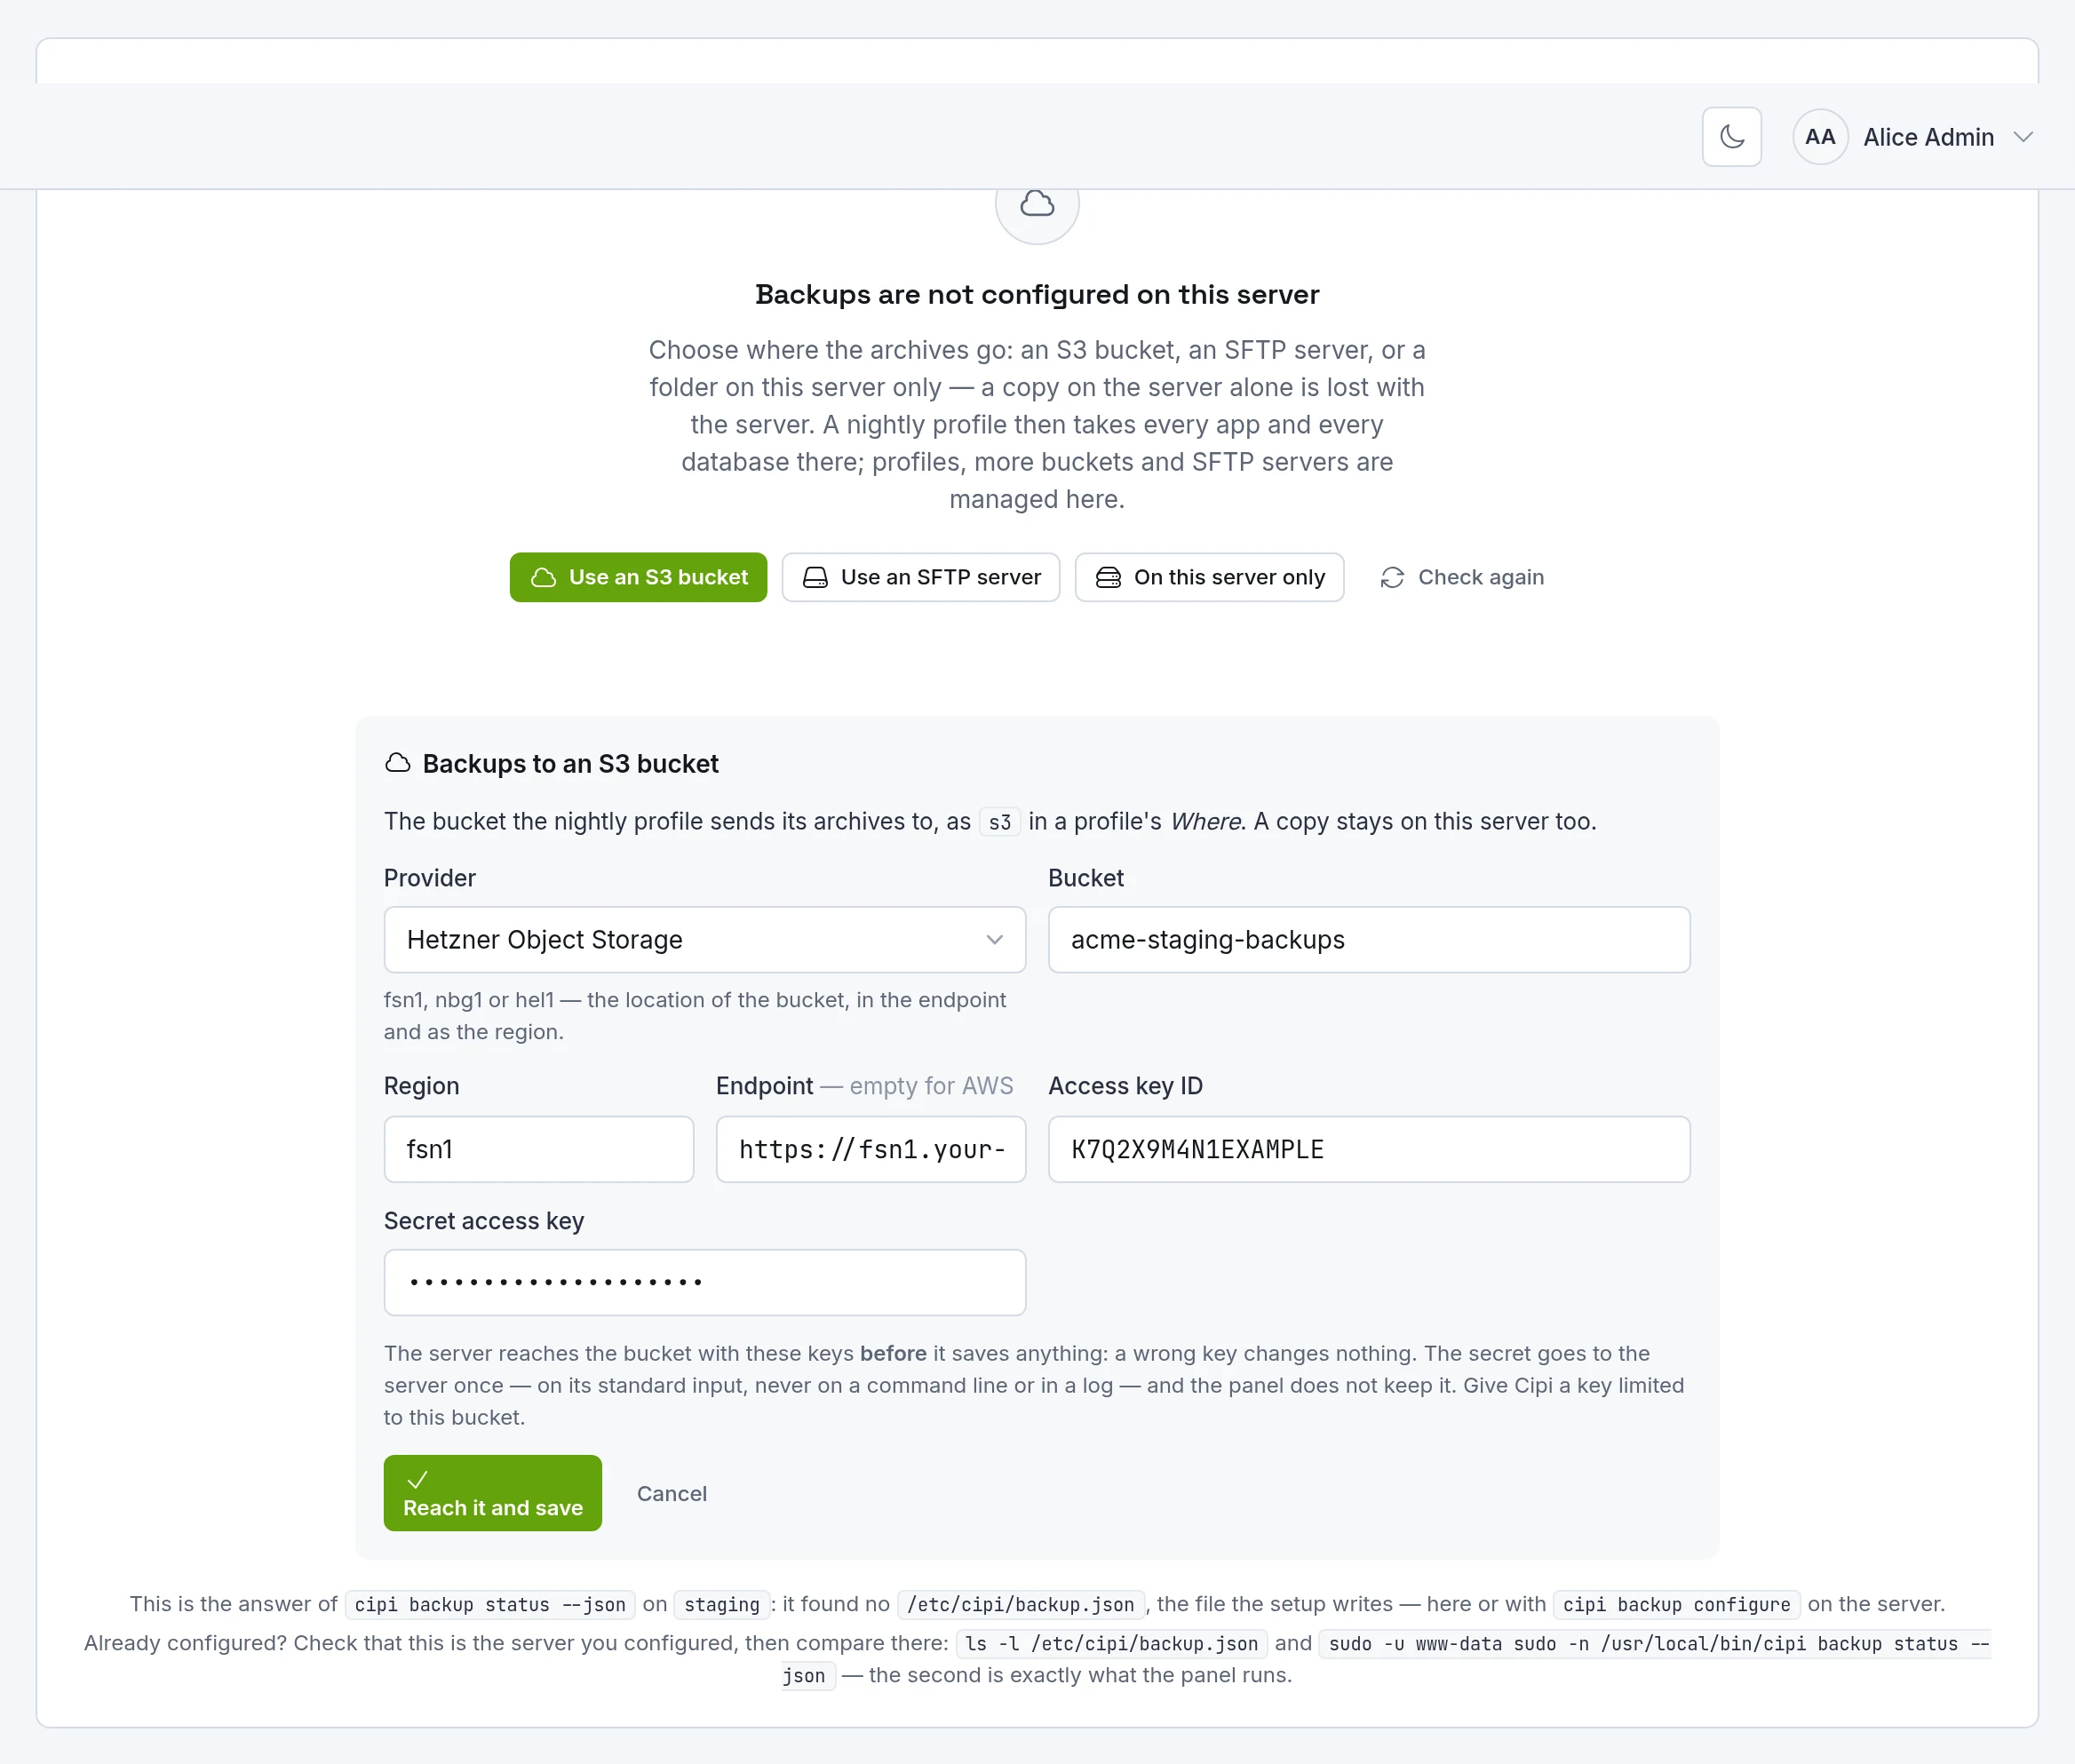 AA Alice Admin
Backups are not configured on this server
Choose where the archives go: an S3 bucket, an SFTP server, or a
folder on this server only — a copy on the server alone is lost with
the server. A nightly profile then takes every app and every
database there; profiles, more buckets and SFTP servers are
managed here.
Use an S3 bucket Use an SFTP server On this server only Check again
Backups to an S3 bucket
The bucket the nightly profile sends its archives to, as s3 in a profile's Where. A copy stays on this server too.
Provider Bucket
Hetzner Object Storage acme-staging-backups
fsn1, nbg1 or hel1 — the location of the bucket, in the endpoint
and as the region.
Region Endpoint — empty for AWS Access key ID
fsn1 https://fsn1.your- K7Q2X9M4N1EXAMPLE
Secret access key
••••••••••••••••••••
The server reaches the bucket with these keys before it saves anything: a wrong key changes nothing. The secret goes to the
server once — on its standard input, never on a command line or in a log — and the panel does not keep it. Give Cipi a key limited
to this bucket.
Reach it and save Cancel
This is the answer of cipi backup status --json on staging: it found no /etc/cipi/backup.json, the file the setup writes — here or with cipi backup configure on the server.
Already configured? Check that this is the server you configured, then compare there: ls -l /etc/cipi/backup.json and sudo -u www-data sudo -n /usr/local/bin/cipi backup status --
json — the second is exactly what the panel runs.